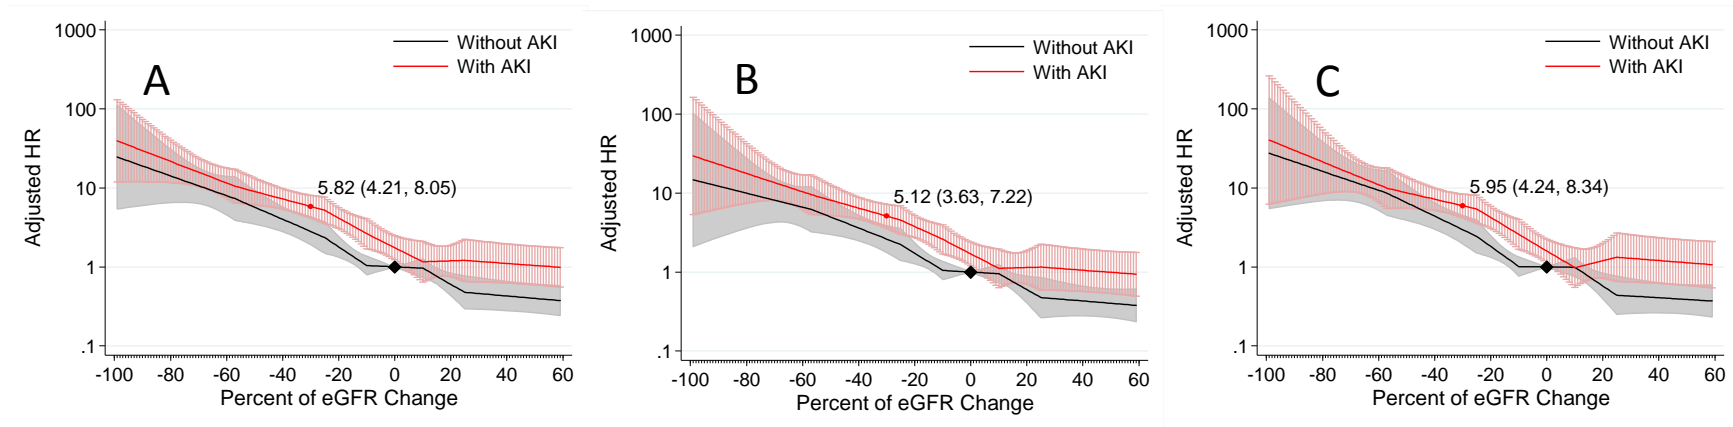 A
Without AKI
With AKI
1000
100
10
1
.1
5.82 (4.21, 8.05)
Adjusted HR
-100 -80 -60 -40 -20 0 20 40 60
Percent of eGFR Change
B
Without AKI
With AKI
1000
100
10
1
.1
5.12 (3.63, 7.22)
Adjusted HR
-100 -80 -60 -40 -20 0 20 40 60
Percent of eGFR Change
C
Without AKI
With AKI
1000
100
10
1
.1
5.95 (4.24, 8.34)
Adjusted HR
-100 -80 -60 -40 -20 0 20 40 60
Percent of eGFR Change